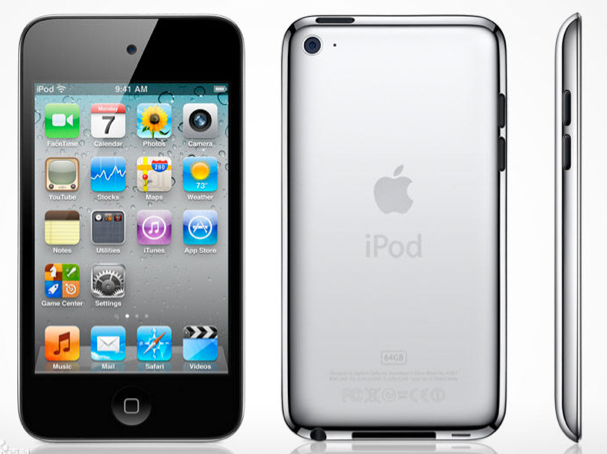 iPod 9:41 AM
Monday
7
280
FaceTime Calendar Photos Camera
73°
YouTube Stocks Maps Weather
Notes Utilities iTunes App Store
Game Center Settings
Music Mail Safari Videos
iPod
64GB